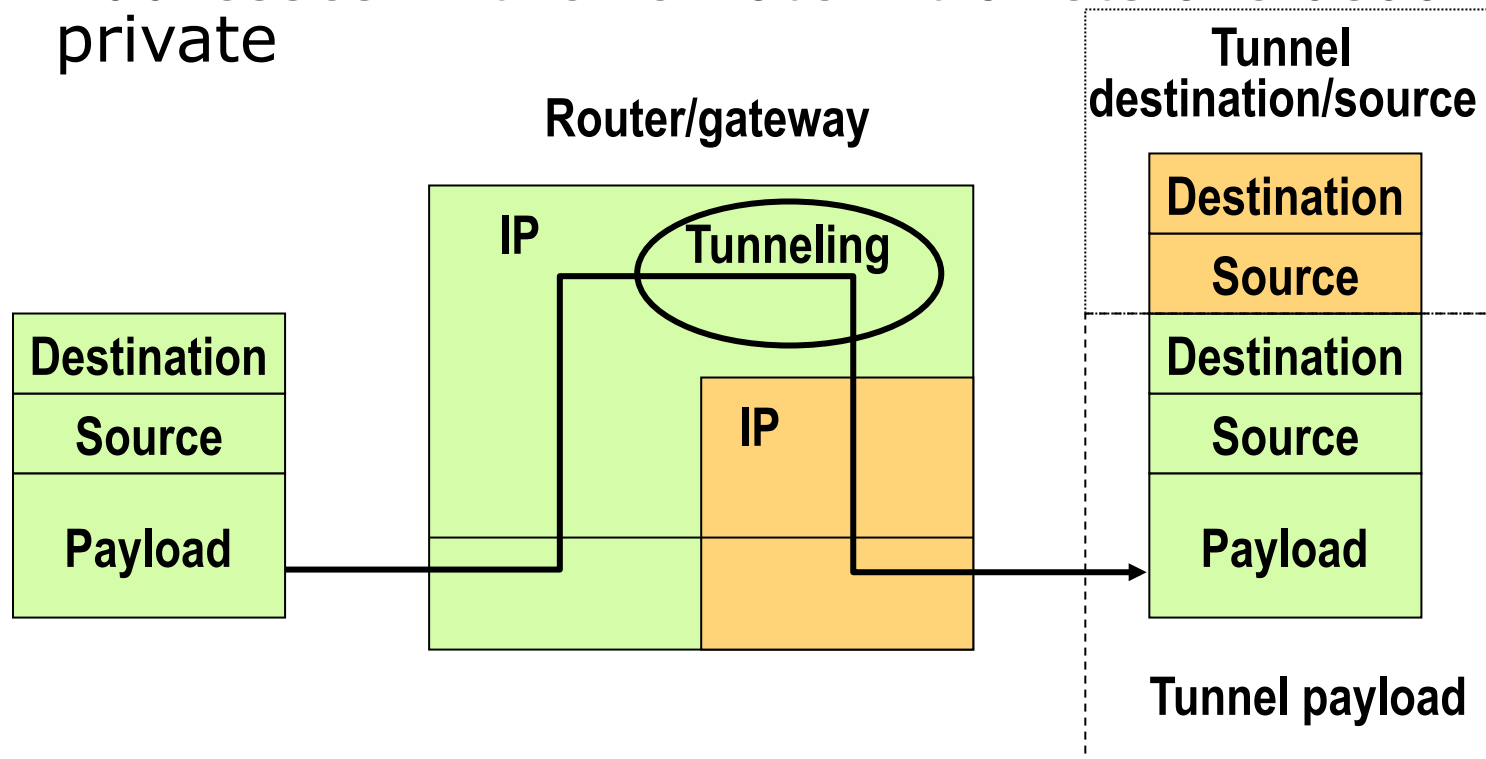 private
Tunnel
destination/source
Router/gateway
Destination
Source
Payload
IP
Tunneling
IP
Destination
Source
Destination
Source
Payload
Tunnel payload